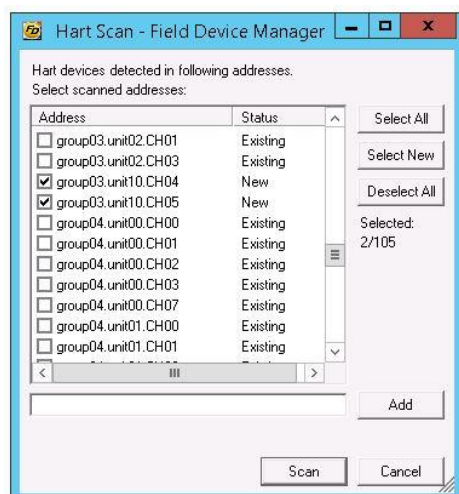 FD Hart Scan - Field Device Manager
Hart devices detected in following addresses.
Select scanned addresses:
Address Status
group03.unit02.CH01 Existing
group03.unit02.CH03 Existing
group03.unit10.CH04 New
group03.unit10.CH05 New
group04.unit00.CH00 Existing
group04.unit00.CH01 Existing
group04.unit00.CH02 Existing
group04.unit00.CH03 Existing
group04.unit00.CH07 Existing
group04.unit01.CH00 Existing
group04.unit01.CH01 Existing
Select All
Select New
Deselect All
Selected:
2/105
Add
Scan Cancel